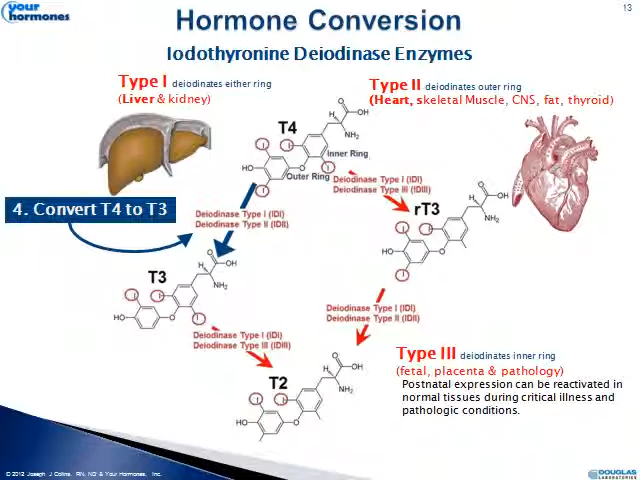 your
hormones
13
Hormone Conversion
Iodothyronine Deiodinase Enzymes
Type I deiodinates either ring
(Liver & kidney)
Type II deiodinates outer ring
(Heart, skeletal Muscle, CNS, fat, thyroid)
T4
O
OH
H
NH₂
I
I
I
I
HO
O
Inner Ring
Outer Ring
Deiodinase Type I (IDI)
Deiodinase Type III (IDIII)
4. Convert T4 to T3
Deiodinase Type I (IDI)
Deiodinase Type II (IDII)
rT3
O
OH
H
NH₂
I
I
I
HO
O
T3
O
OH
H
NH₂
I
I
I
HO
O
Deiodinase Type I (IDI)
Deiodinase Type II (IDII)
Deiodinase Type I (IDI)
Deiodinase Type III (IDIII)
T2
O
OH
H
NH₂
I
I
HO
O
Type III deiodinates inner ring
(fetal, placenta & pathology)
Postnatal expression can be reactivated in
normal tissues during critical illness and
pathologic conditions.
© 2012 Joseph J Collins, RN, ND & Your Hormones, Inc.
DOUGLAS
LABORATORIES